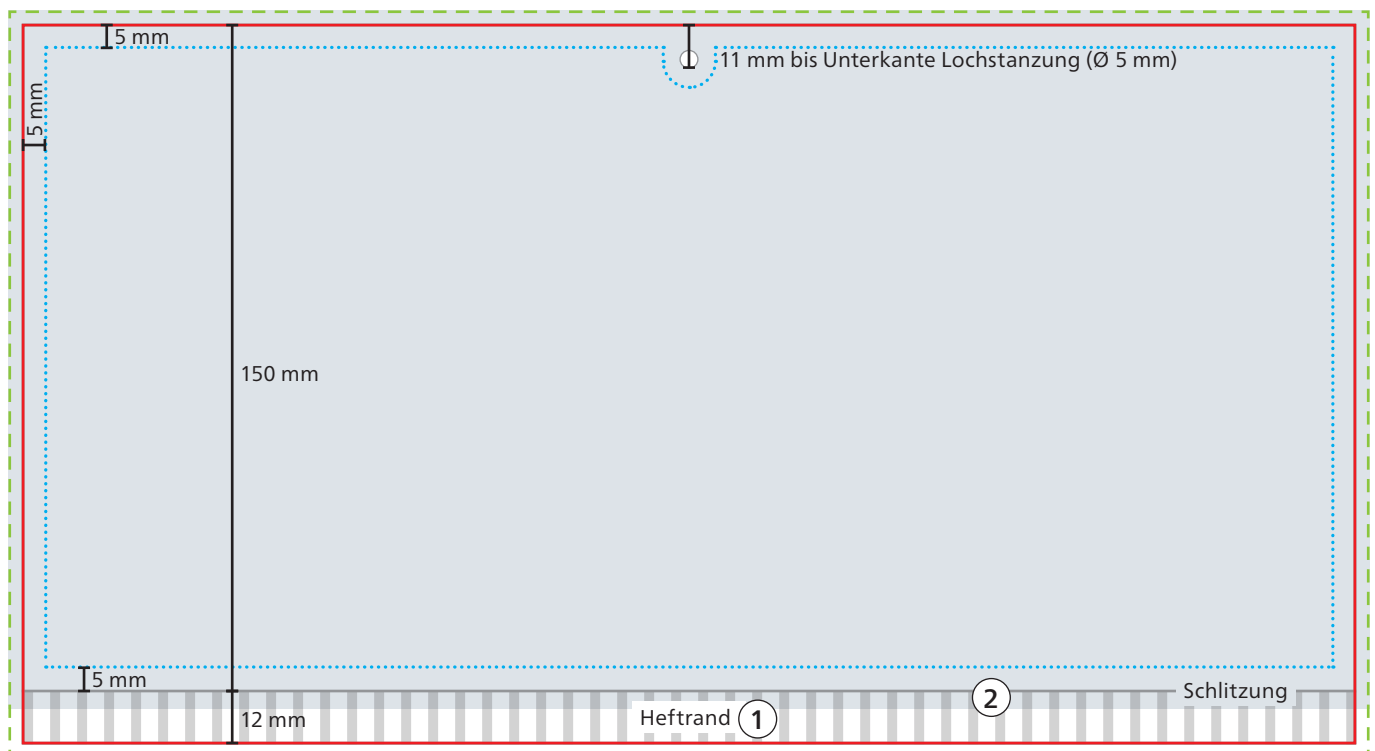 5 mm
11 mm bis Unterkante Lochstanzung (Ø 5 mm)
5 mm
150 mm
5 mm
Schlitzung
2
12 mm
Heftrand 1